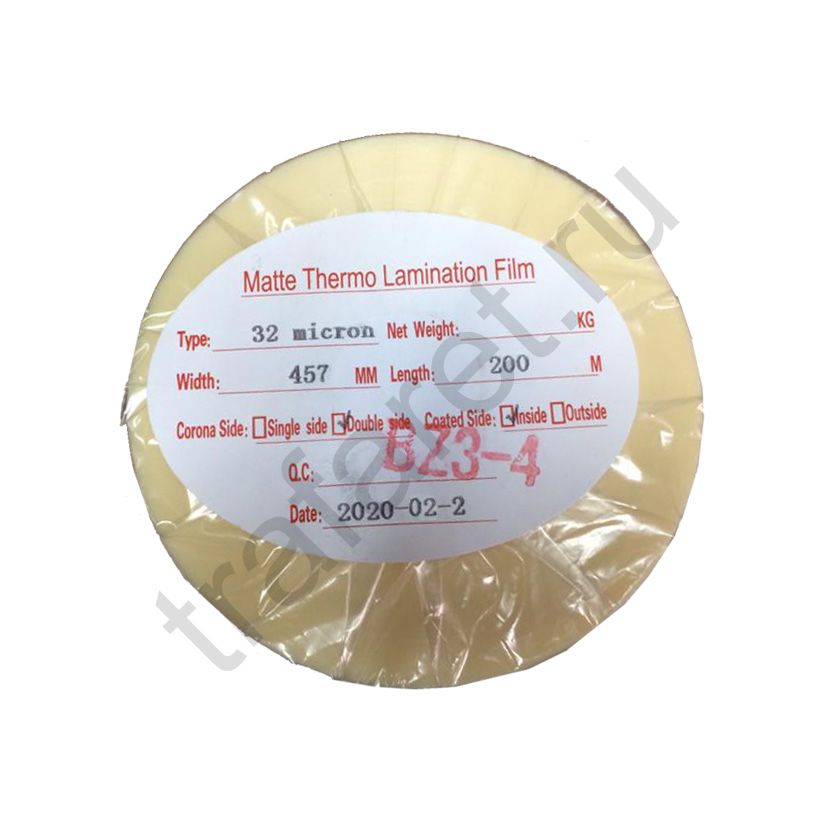 Matte Thermo Lamination Film
Type: 32 micron Net Weight: KG
Width: 457 MM Length: 200 M
Corona Side: Single side Double side Coated Side: Inside Outside
BZ3-4
Q.C:
Date: 2020-02-2
trafaret.ru